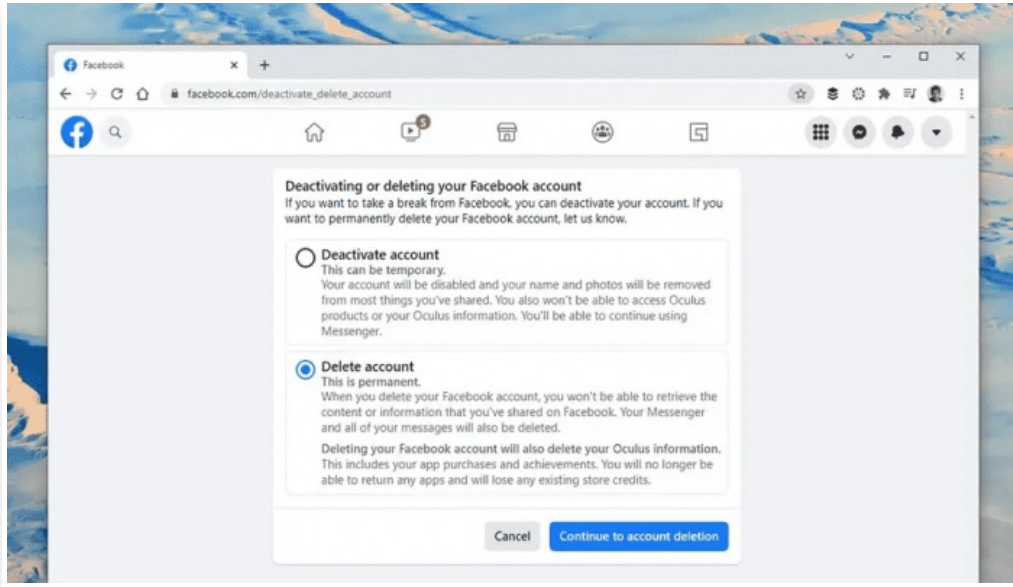 Facebook
facebook.com/deactivate_delete_account
5
Deactivating or deleting your Facebook account
If you want to take a break from Facebook, you can deactivate your account. If you
want to permanently delete your Facebook account, let us know.
Deactivate account
This can be temporary.
Your account will be disabled and your name and photos will be removed
from most things you've shared. You also won't be able to access Oculus
products or your Oculus information. You'll be able to continue using
Messenger.
Delete account
This is permanent.
When you delete your Facebook account, you won't be able to retrieve the
content or information that you've shared on Facebook. Your Messenger
and all of your messages will also be deleted.
Deleting your Facebook account will also delete your Oculus information.
This includes your app purchases and achievements. You will no longer be
able to return any apps and will lose any existing store credits.
Cancel
Continue to account deletion